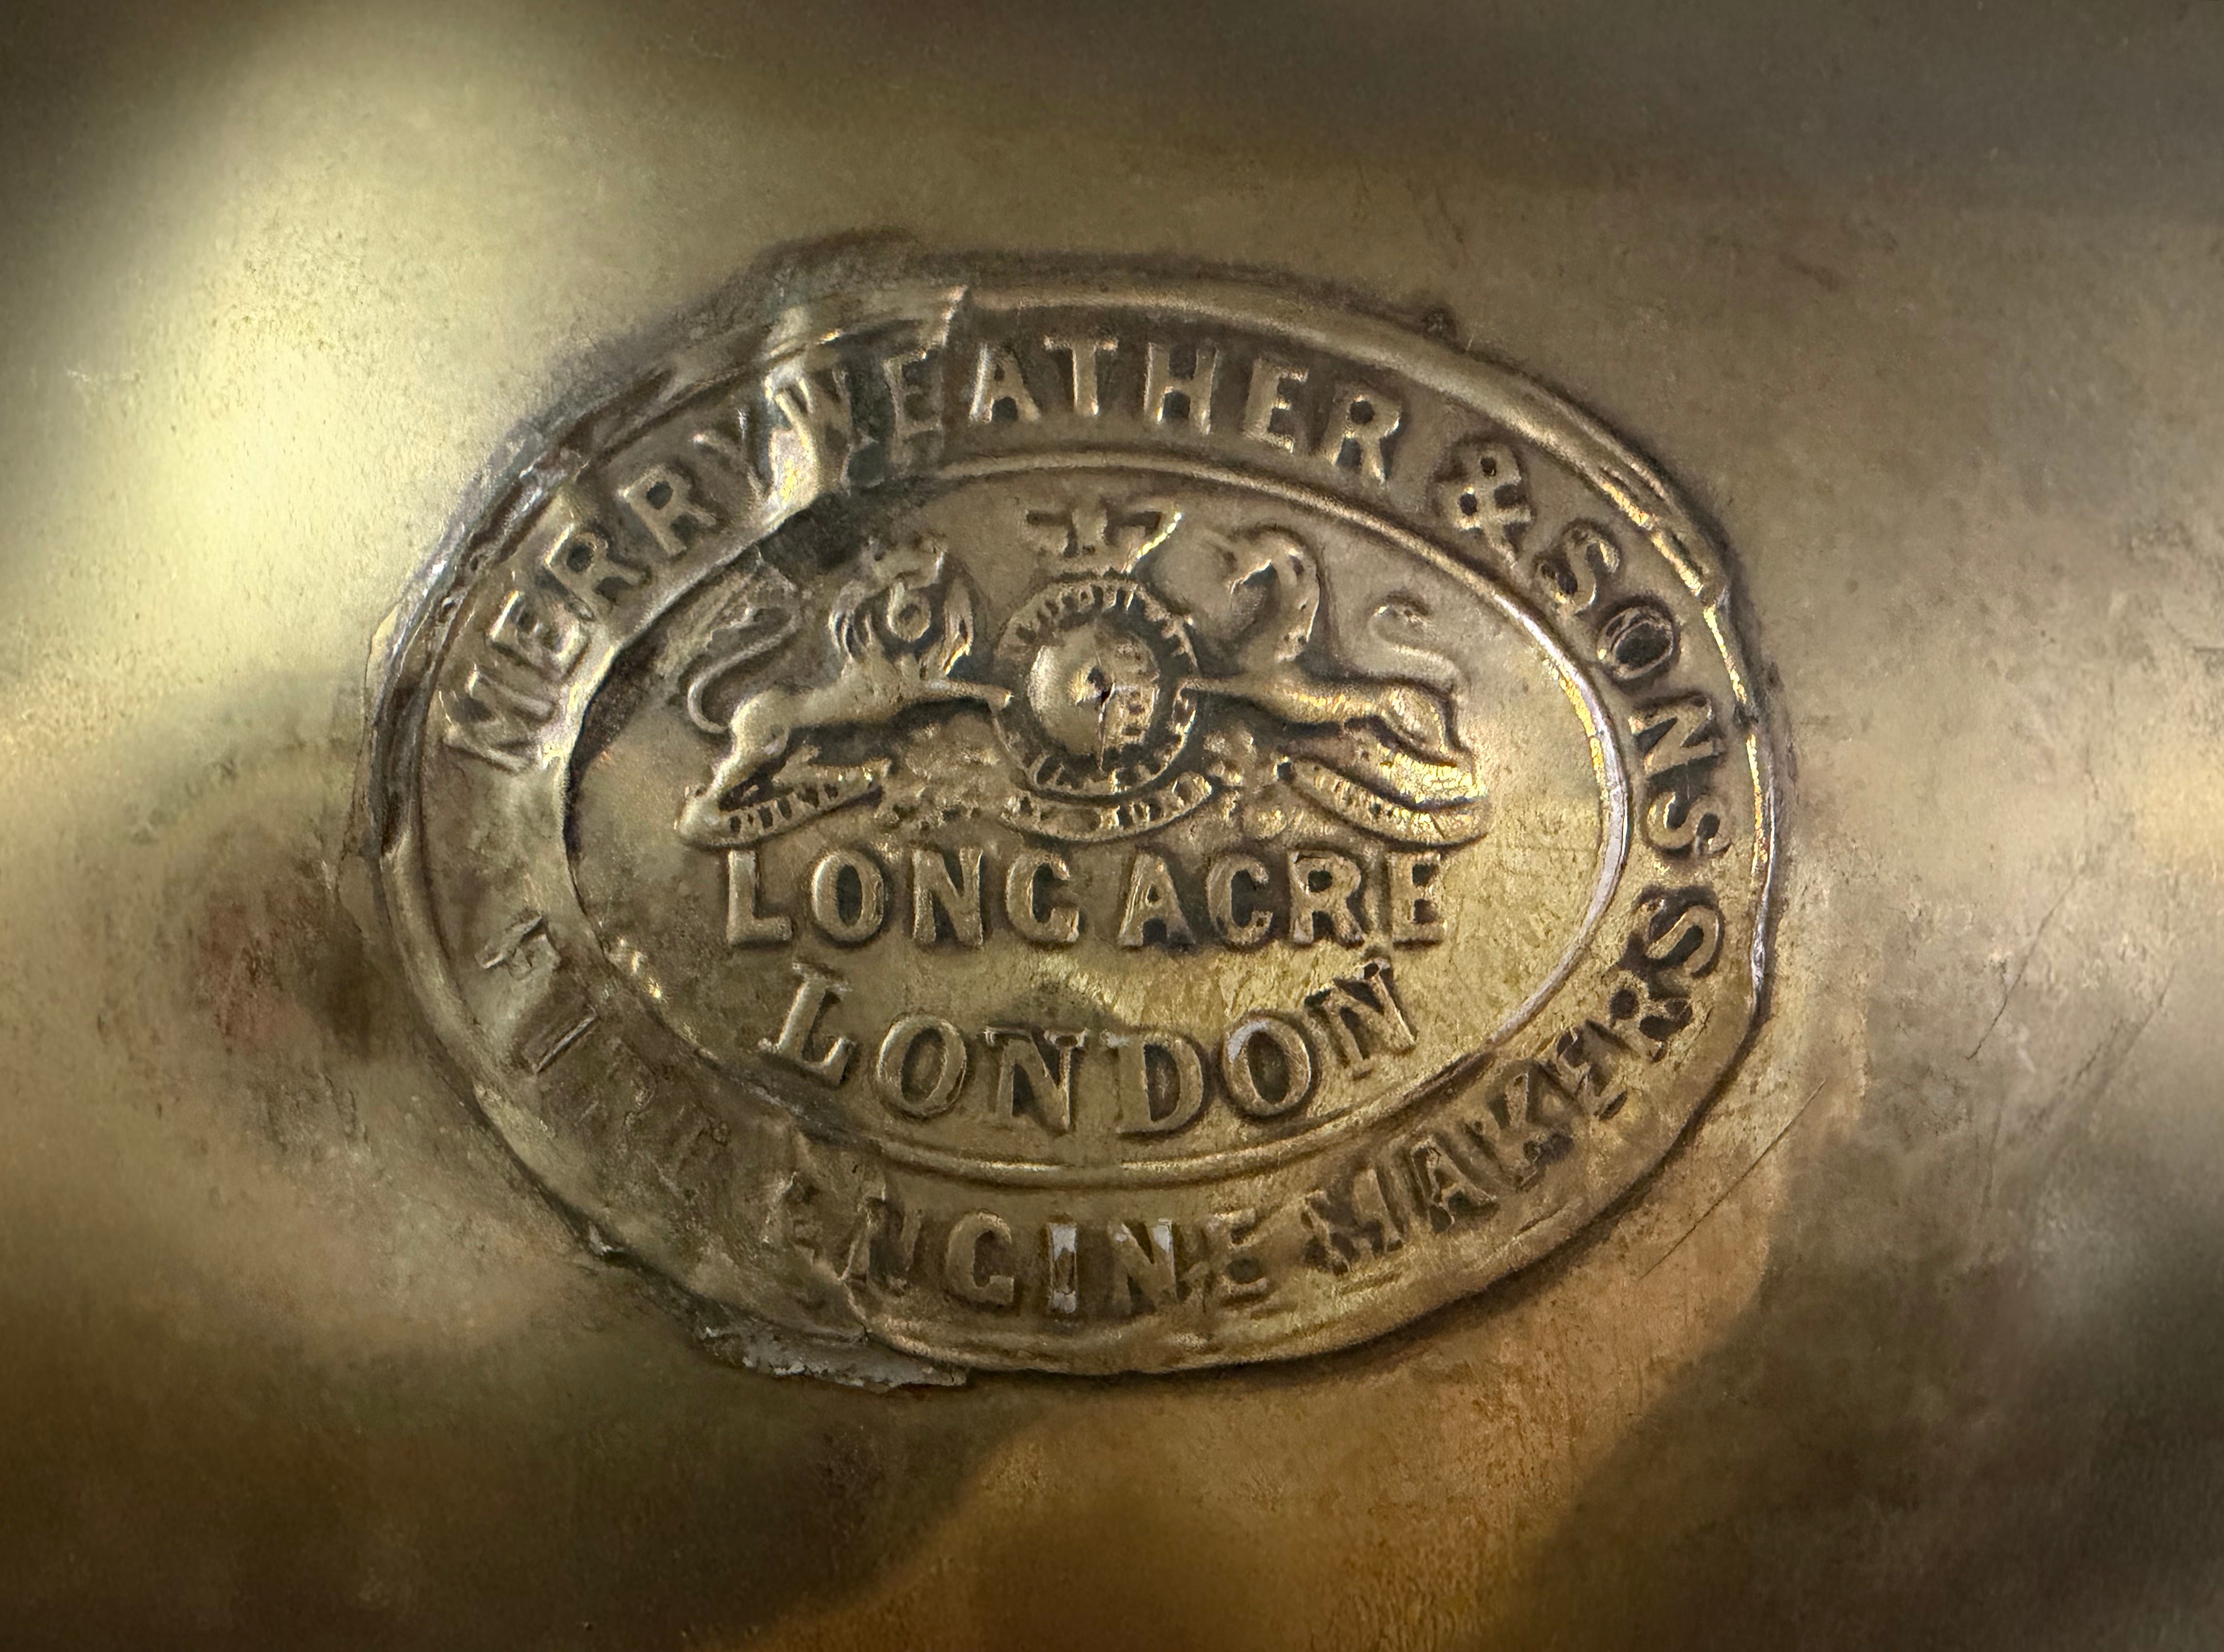 MERRYWEATHER & SONS
LONG ACRE
LONDON
FIRE ENGINE MAKERS